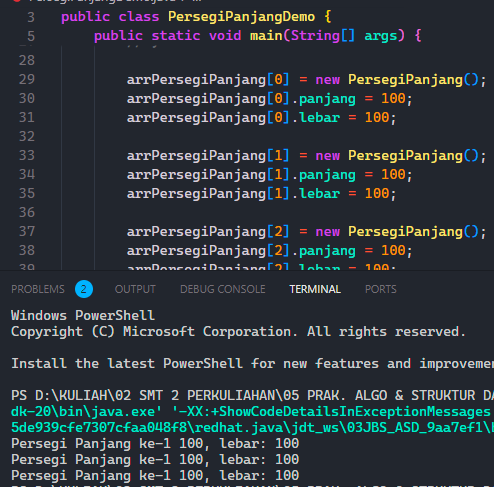 3 public class PersegiPanjangDemo {
5 public static void main(String[] args) {
28
29 arrPersegiPanjang[0] = new PersegiPanjang();
30 arrPersegiPanjang[0].panjang = 100;
31 arrPersegiPanjang[0].lebar = 100;
32
33 arrPersegiPanjang[1] = new PersegiPanjang();
34 arrPersegiPanjang[1].panjang = 100;
35 arrPersegiPanjang[1].lebar = 100;
36
37 arrPersegiPanjang[2] = new PersegiPanjang();
38 arrPersegiPanjang[2].panjang = 100;
39 arrPersegiPanjang[2].lebar = 100;
PROBLEMS 2 OUTPUT DEBUG CONSOLE TERMINAL PORTS
Windows PowerShell
Copyright (C) Microsoft Corporation. All rights reserved.
Install the latest PowerShell for new features and improvemen
PS D:\KULIAH\02 SMT 2 PERKULIAHAN\05 PRAK. ALGO & STRUKTUR DA
dk-20\bin\java.exe' '-XX:+ShowCodeDetailsInExceptionMessages
5de939cfe7307cfaa048f8\redhat.java\jdt_ws\03JBS_ASD_9aa7ef1\b
Persegi Panjang ke-1 100, lebar: 100
Persegi Panjang ke-1 100, lebar: 100
Persegi Panjang ke-1 100, lebar: 100